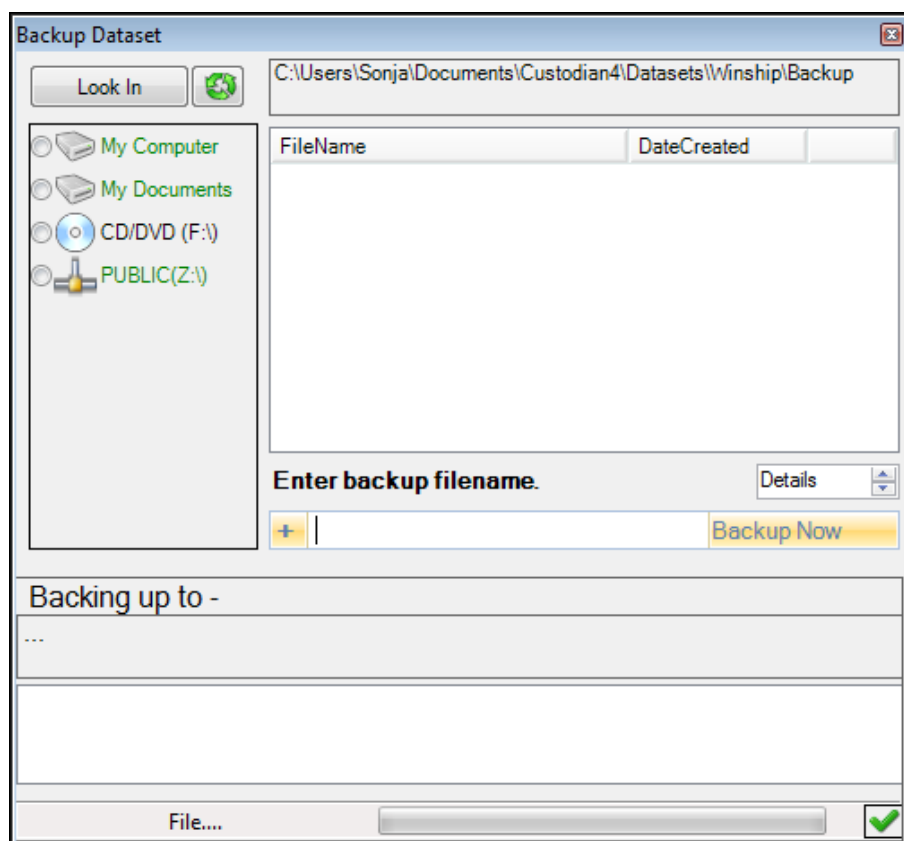 Backup Dataset
Look In
C:\Users\Sonja\Documents\Custodian4\Datasets\Winship\Backup
My Computer
My Documents
CD/DVD (F:\)
PUBLIC(Z:\)
FileName DateCreated
Enter backup filename.
Details
+ Backup Now
Backing up to -
---
File....